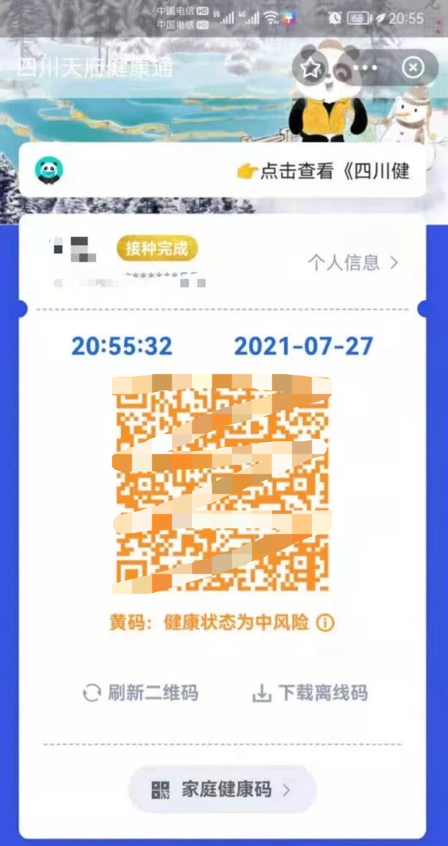 中国电信 HD 5G 4G 20:55
中国电信 HD
四川天府健康通
👉点击查看《四川健
接种完成
个人信息 >
20:55:32 2021-07-27
黄码：健康状态为中风险
刷新二维码 下载离线码
家庭健康码 >